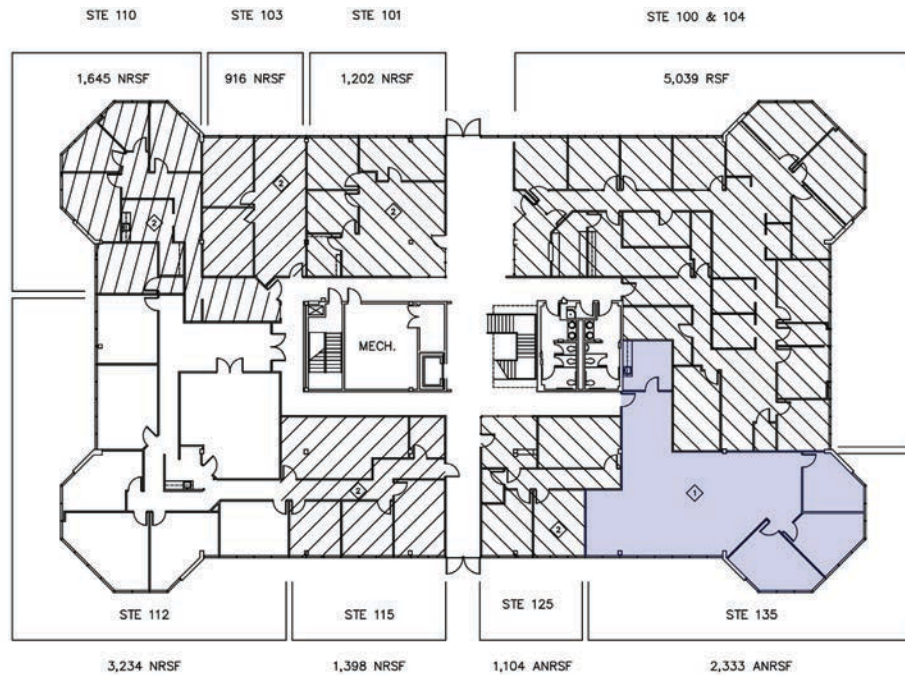 STE 110
STE 103
STE 101
STE 100 & 104
1,645 NRSF
916 NRSF
1,202 NRSF
5,039 RSF
2
2
2
MECH.
1
2
2
STE 112
STE 115
STE 125
STE 135
3,234 NRSF
1,398 NRSF
1,104 ANRSF
2,333 ANRSF